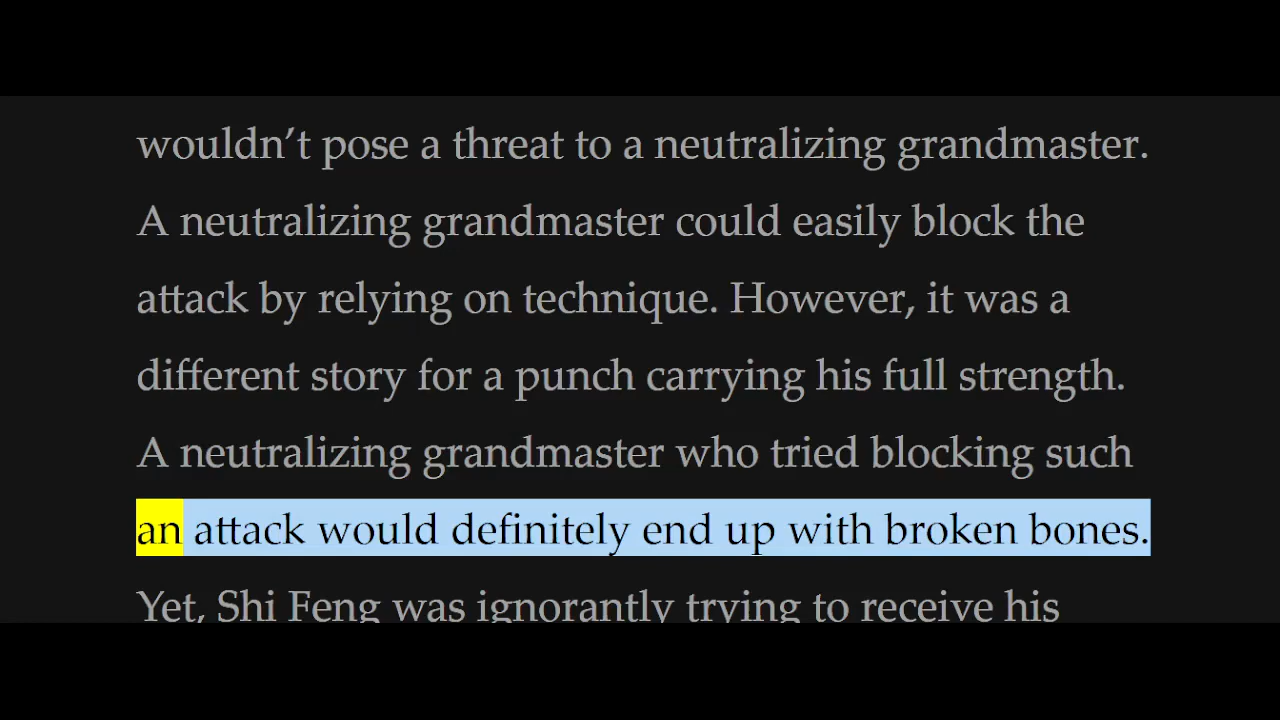 wouldn’t pose a threat to a neutralizing grandmaster.
A neutralizing grandmaster could easily block the
attack by relying on technique. However, it was a
different story for a punch carrying his full strength.
A neutralizing grandmaster who tried blocking such
an attack would definitely end up with broken bones.
Yet, Shi Feng was ignorantly trying to receive his